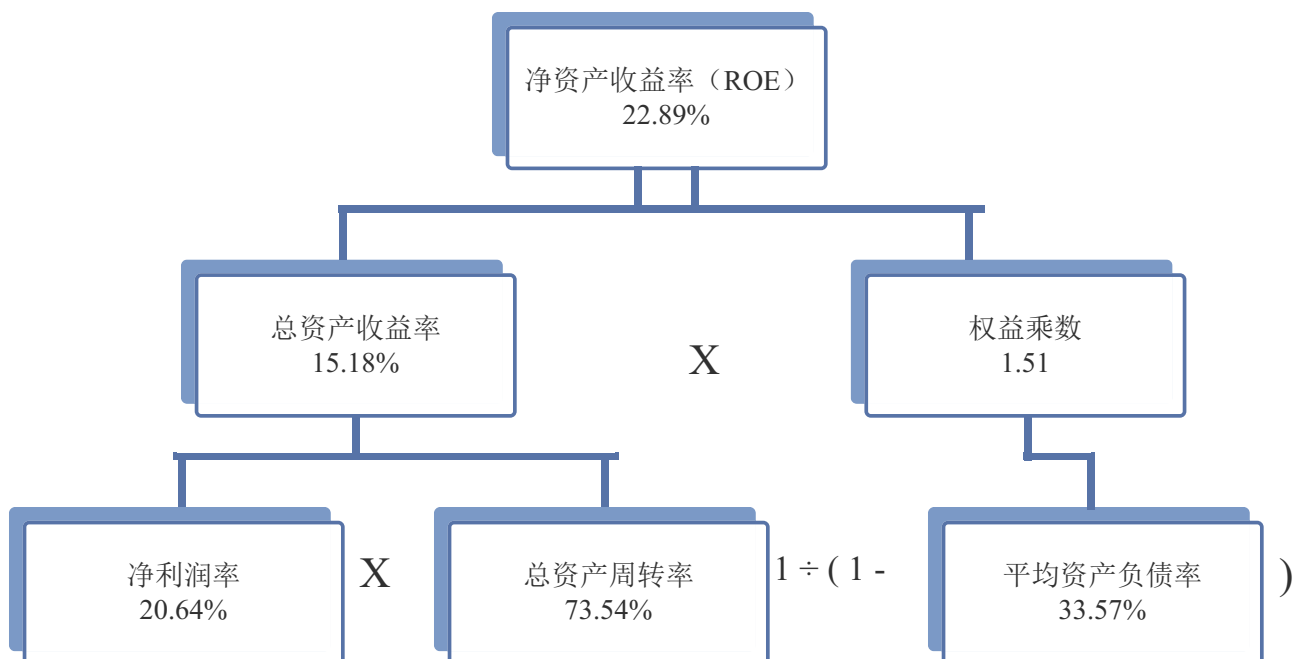 净资产收益率（ROE）
22.89%
总资产收益率
15.18%
X
权益乘数
1.51
净利润率
20.64%
X
总资产周转率
73.54%
1 ÷ ( 1 -
平均资产负债率
33.57%
)